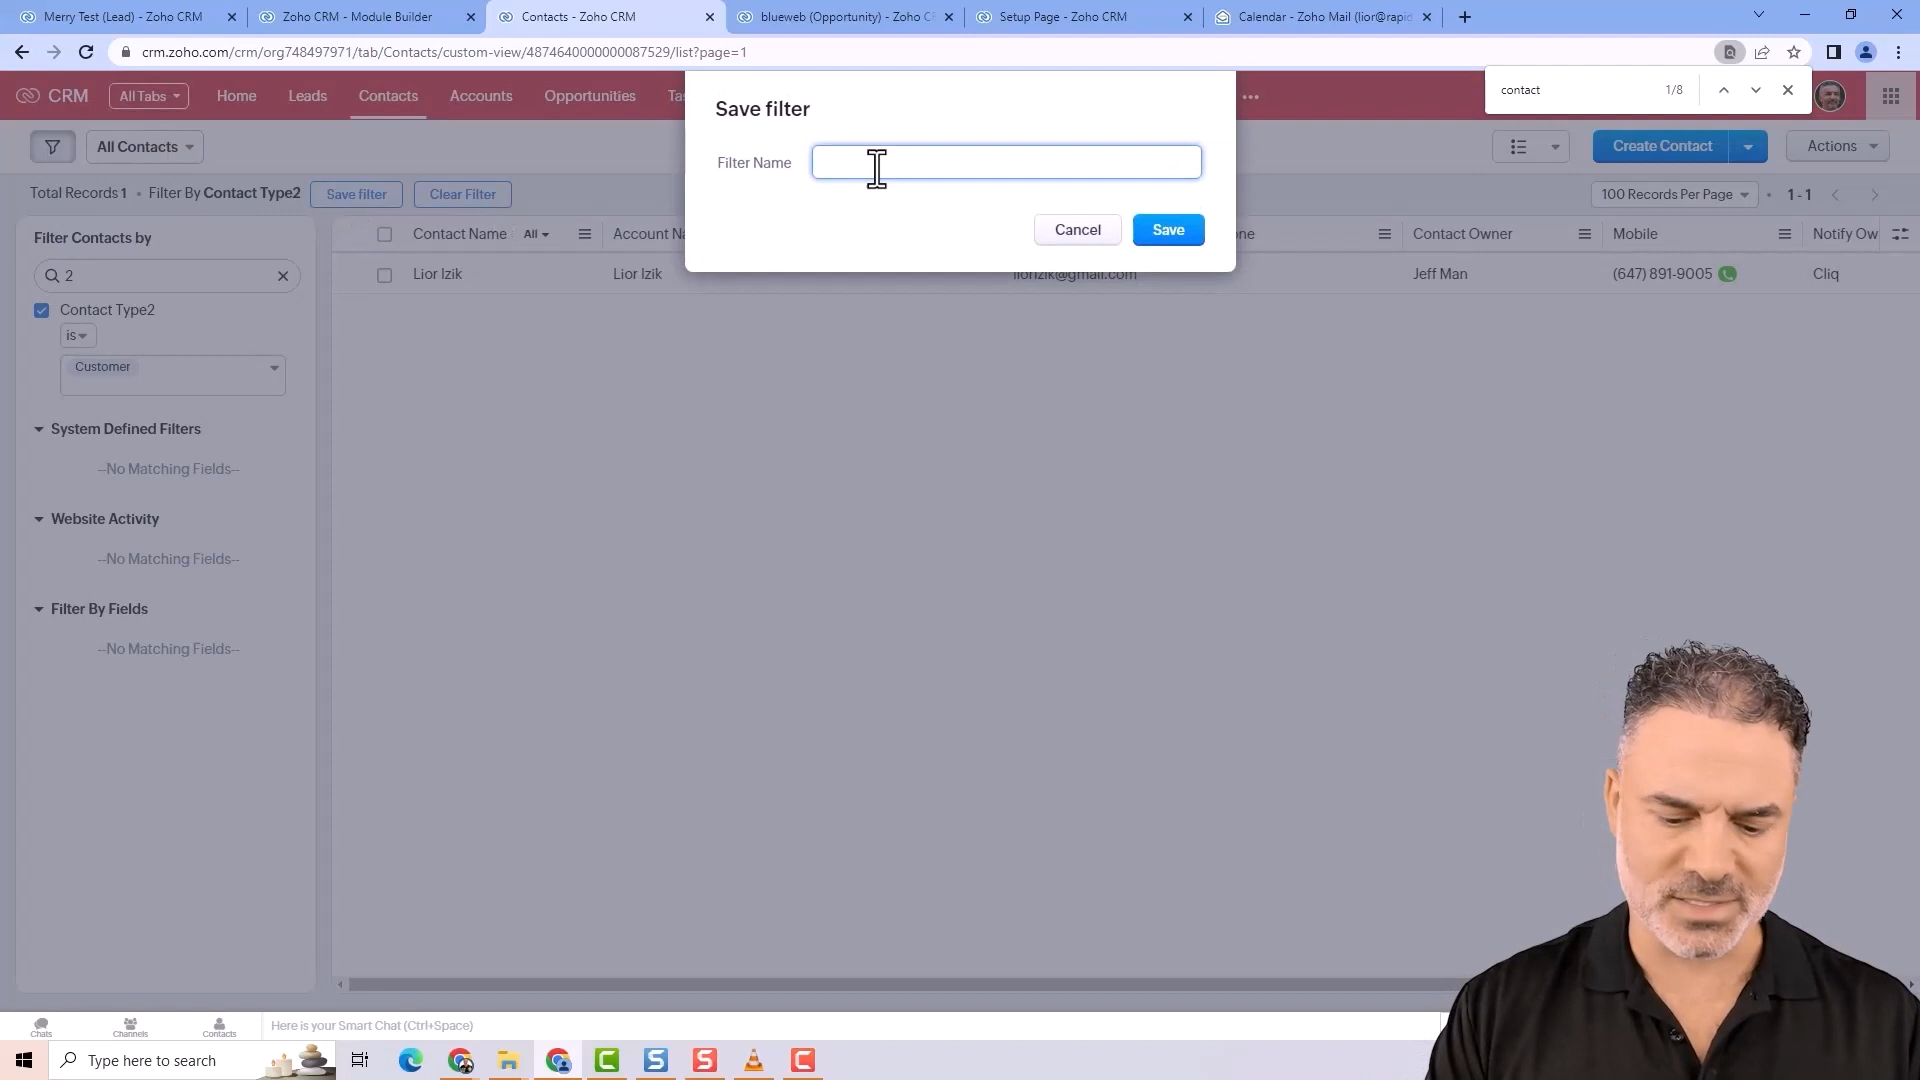 Merry Test (Lead) - Zoho CRM
Zoho CRM - Module Builder
Contacts - Zoho CRM
blueweb (Opportunity) - Zoho C
Setup Page - Zoho CRM
Calendar - Zoho Mail (lior@rapid
crm.zoho.com/crm/org748497971/tab/Contacts/custom-view/4874640000000087529/list?page=1
contact 1/8
CRM All Tabs Home Leads Contacts Accounts Opportunities Tas
Save filter
Filter Name
Cancel Save
All Contacts
Create Contact Actions
Total Records 1 • Filter By Contact Type2 Save filter Clear Filter
100 Records Per Page • 1 - 1
Filter Contacts by
2
Contact Type2
is
Customer
System Defined Filters
--No Matching Fields--
Website Activity
--No Matching Fields--
Filter By Fields
--No Matching Fields--
Contact Name All Account Na one Contact Owner Mobile Notify Ow
Lior Izik Lior Izik liorizik@gmail.com Jeff Man (647) 891-9005 Cliq
Chats Channels Contacts Here is your Smart Chat (Ctrl+Space)
Type here to search